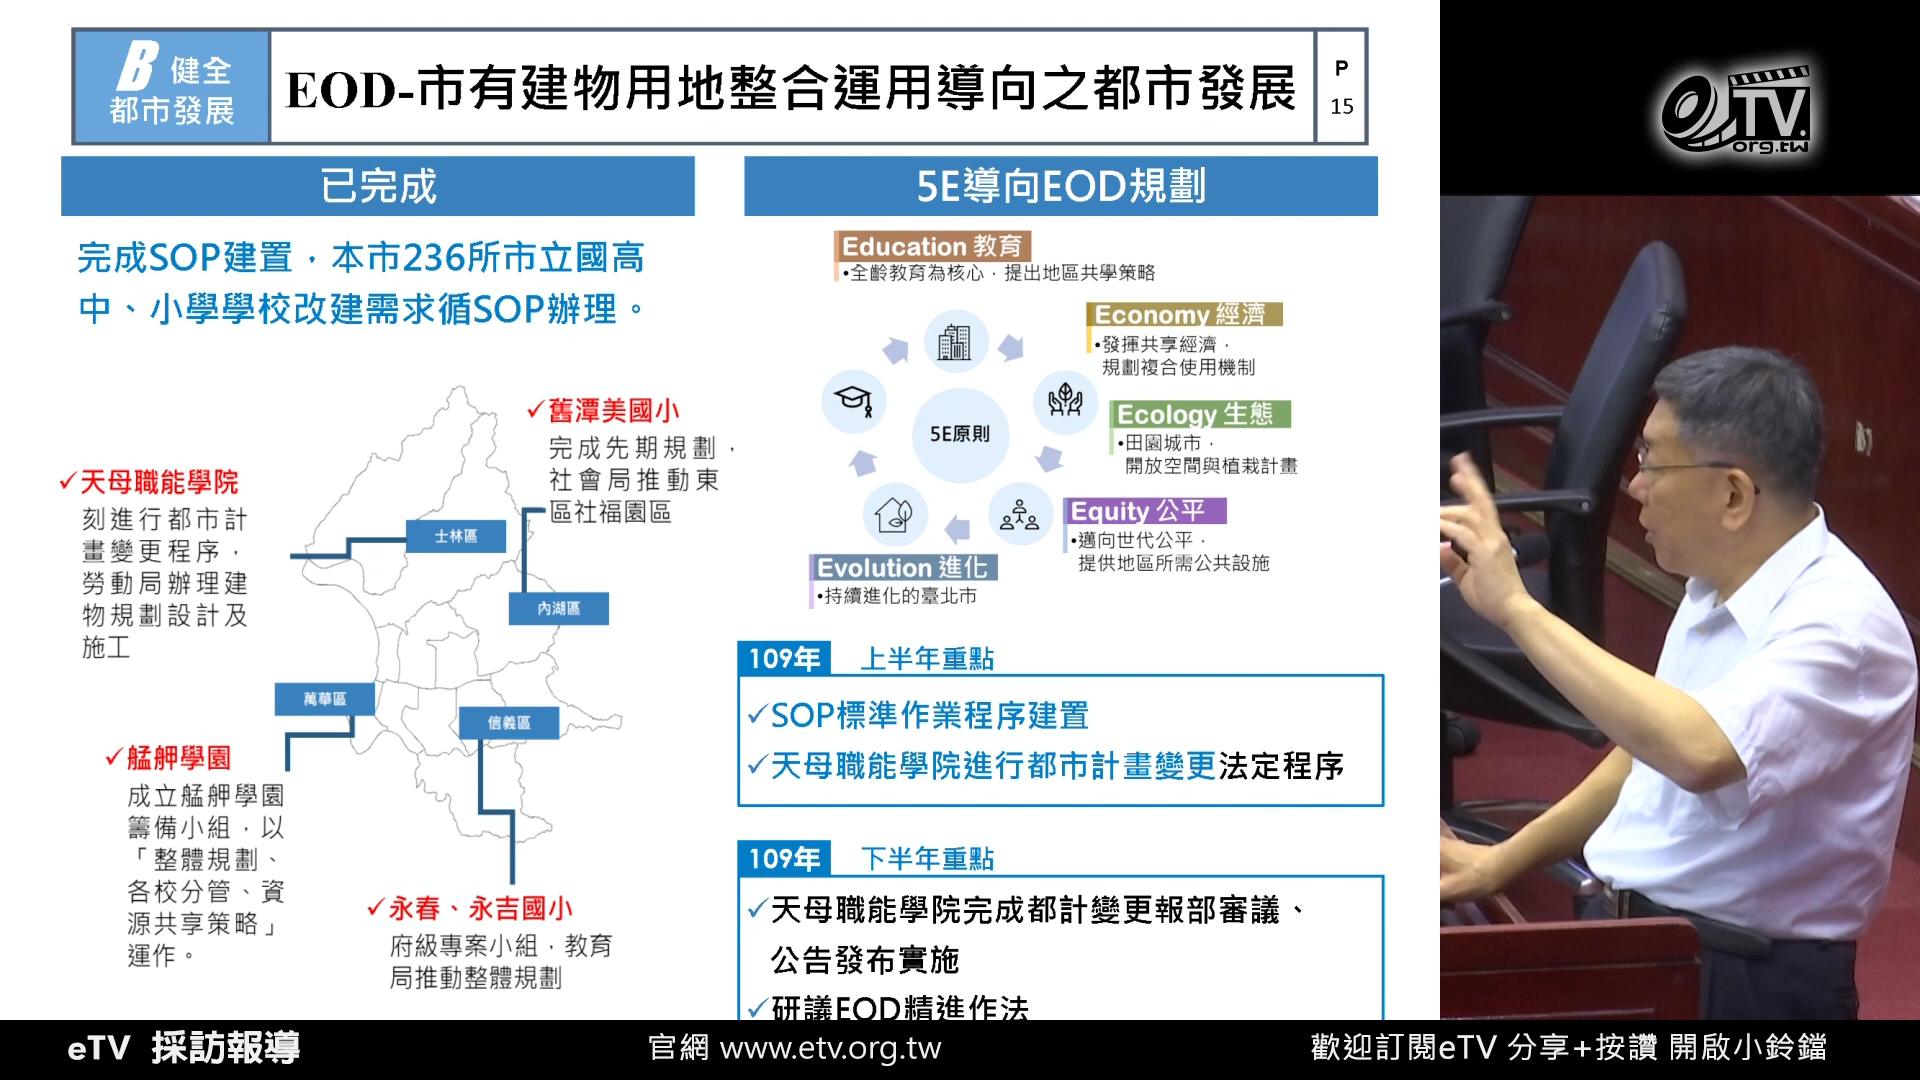 B 健全
都市發展
EOD-市有建物用地整合運用導向之都市發展
P
15
eTV.
org.tw
已完成
完成SOP建置，本市236所市立國高
中、小學學校改建需求循SOP辦理。
✓舊潭美國小
完成先期規劃，
社會局推動東
區社福園區
✓天母職能學院
刻進行都市計
畫變更程序，
勞動局辦理建
物規劃設計及
施工
士林區
內湖區
萬華區
信義區
✓艋舺學園
成立艋舺學園
籌備小組，以
「整體規劃、
各校分管、資
源共享策略」
運作。
✓永春、永吉國小
府級專案小組，教育
局推動整體規劃
5E導向EOD規劃
Education 教育
•全齡教育為核心，提出地區共學策略
Economy 經濟
•發揮共享經濟，
規劃複合使用機制
Ecology 生態
•田園城市，
開放空間與植栽計畫
5E原則
Equity 公平
•邁向世代公平，
提供地區所需公共設施
Evolution 進化
•持續進化的臺北市
109年 上半年重點
✓SOP標準作業程序建置
✓天母職能學院進行都市計畫變更法定程序
109年 下半年重點
✓天母職能學院完成都計變更報部審議、
公告發布實施
✓研議EOD精進作法
eTV 採訪報導
官網 www.etv.org.tw
歡迎訂閱eTV 分享+按讚 開啟小鈴鐺